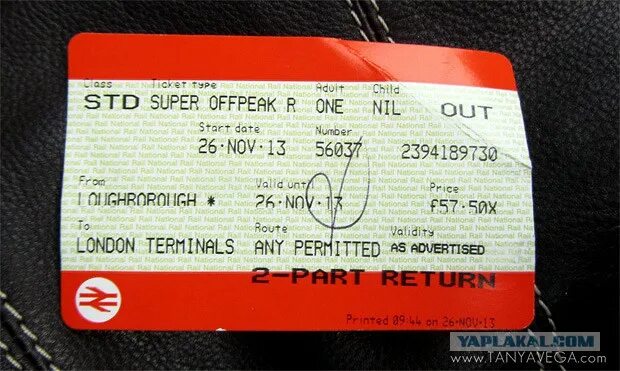 Class Ticket type Adult Child
STD SUPER OFFPEAK R ONE NIL OUT
Start date Number
26·NOV·13 56037 2394189730
From Valid until Price
LOUGHBOROUGH * 26·NOV·13 £57·50X
To Route Validity
LONDON TERMINALS ANY PERMITTED AS ADVERTISED
2-PART RETURN
Printed 09:44 on 26·NOV·13
YAPLAKAL.COM
www.TANYAVEGA.com